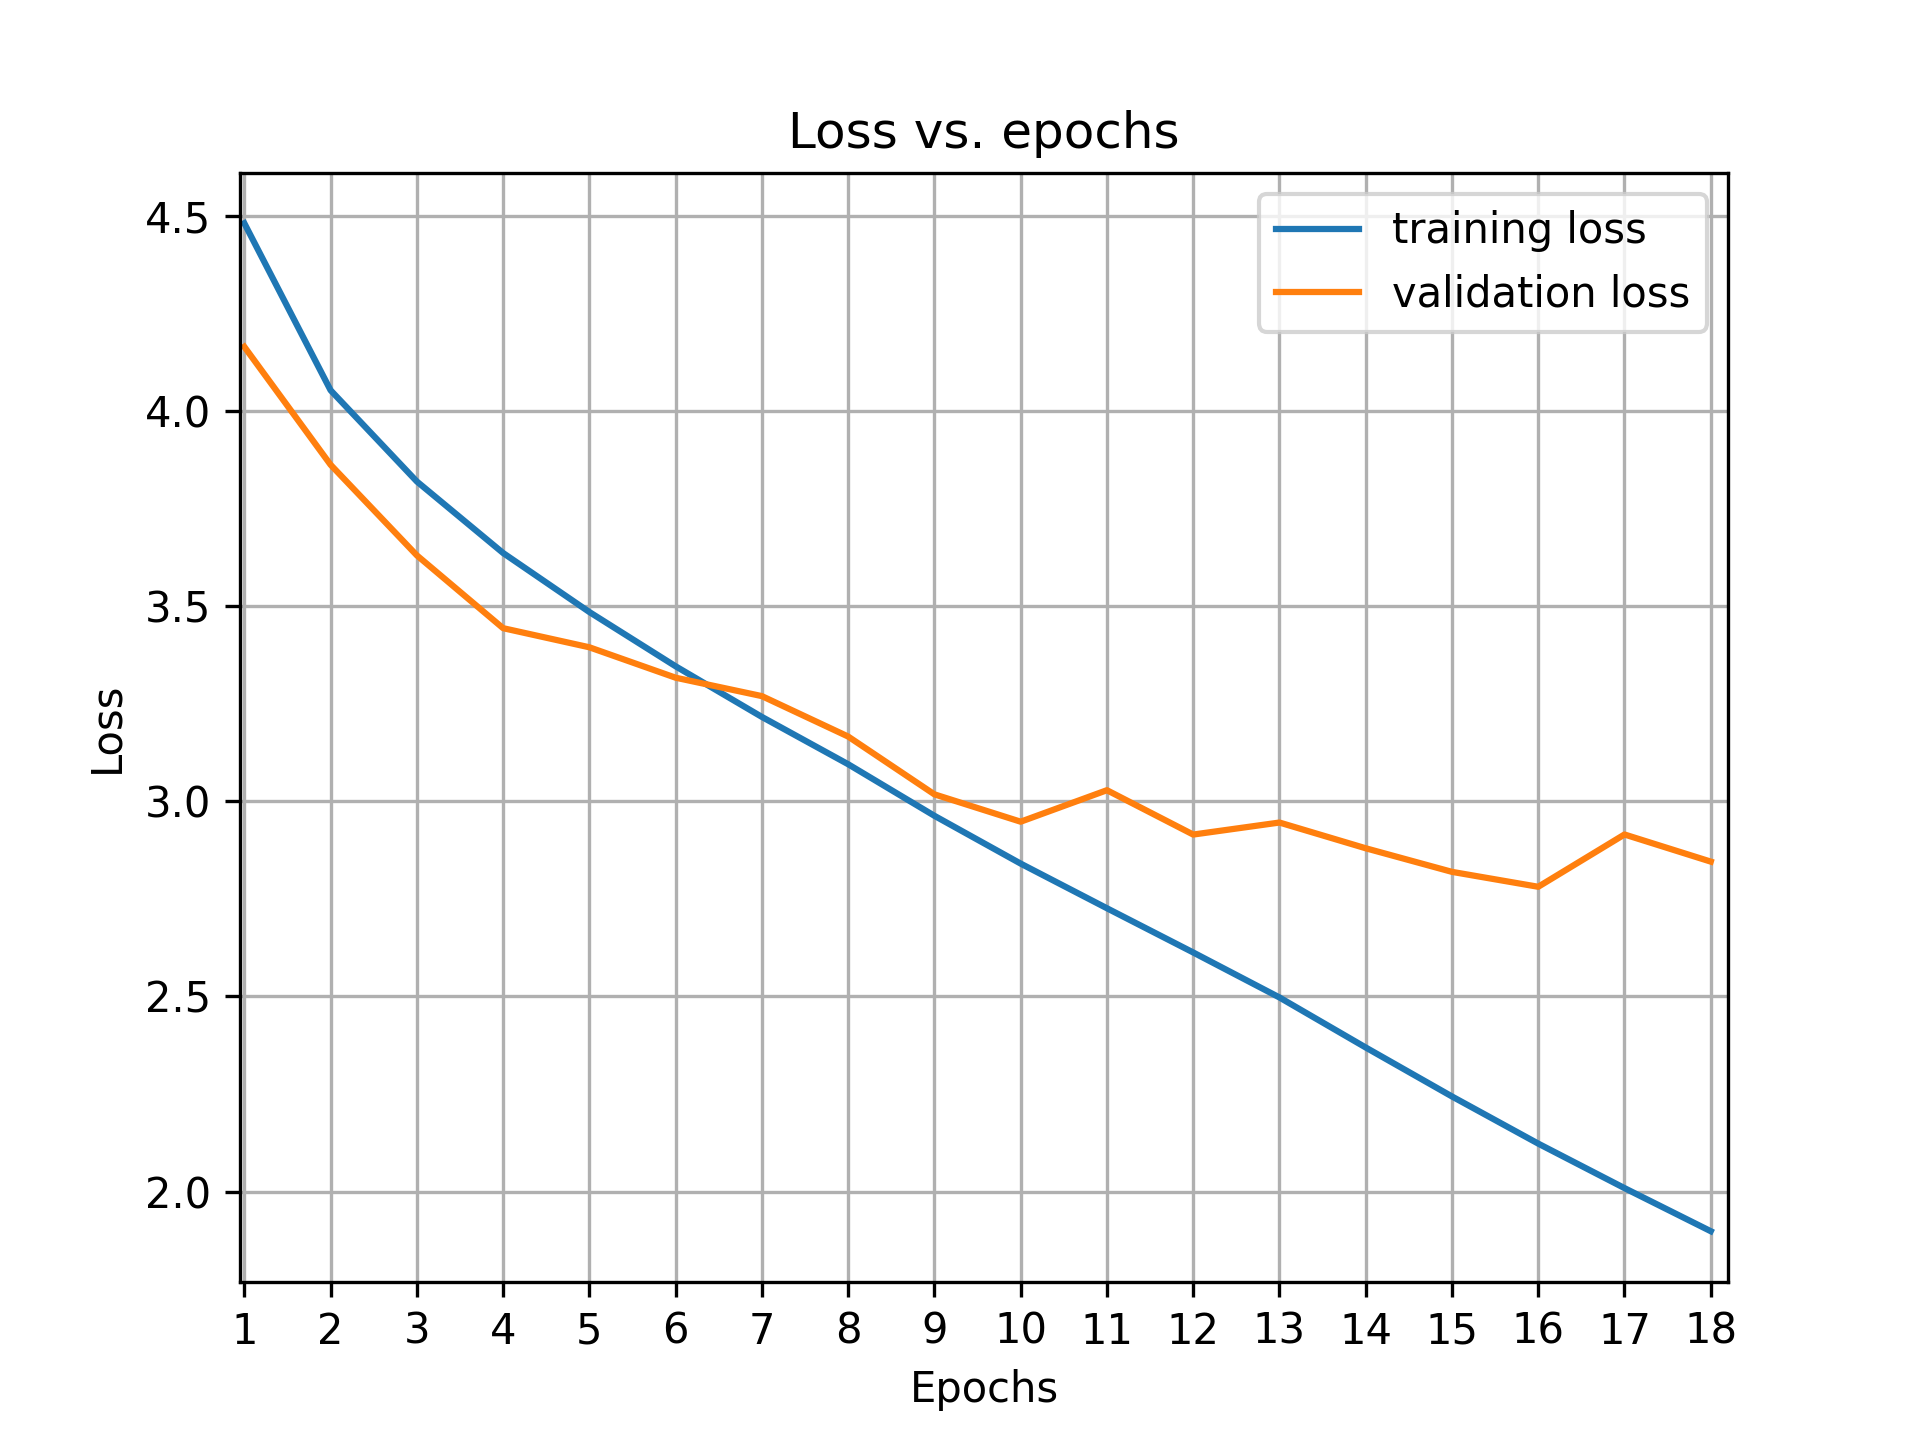 Loss vs. epochs
training loss
validation loss
4.5
4.0
3.5
3.0
2.5
2.0
Loss
1 2 3 4 5 6 7 8 9 10 11 12 13 14 15 16 17 18
Epochs